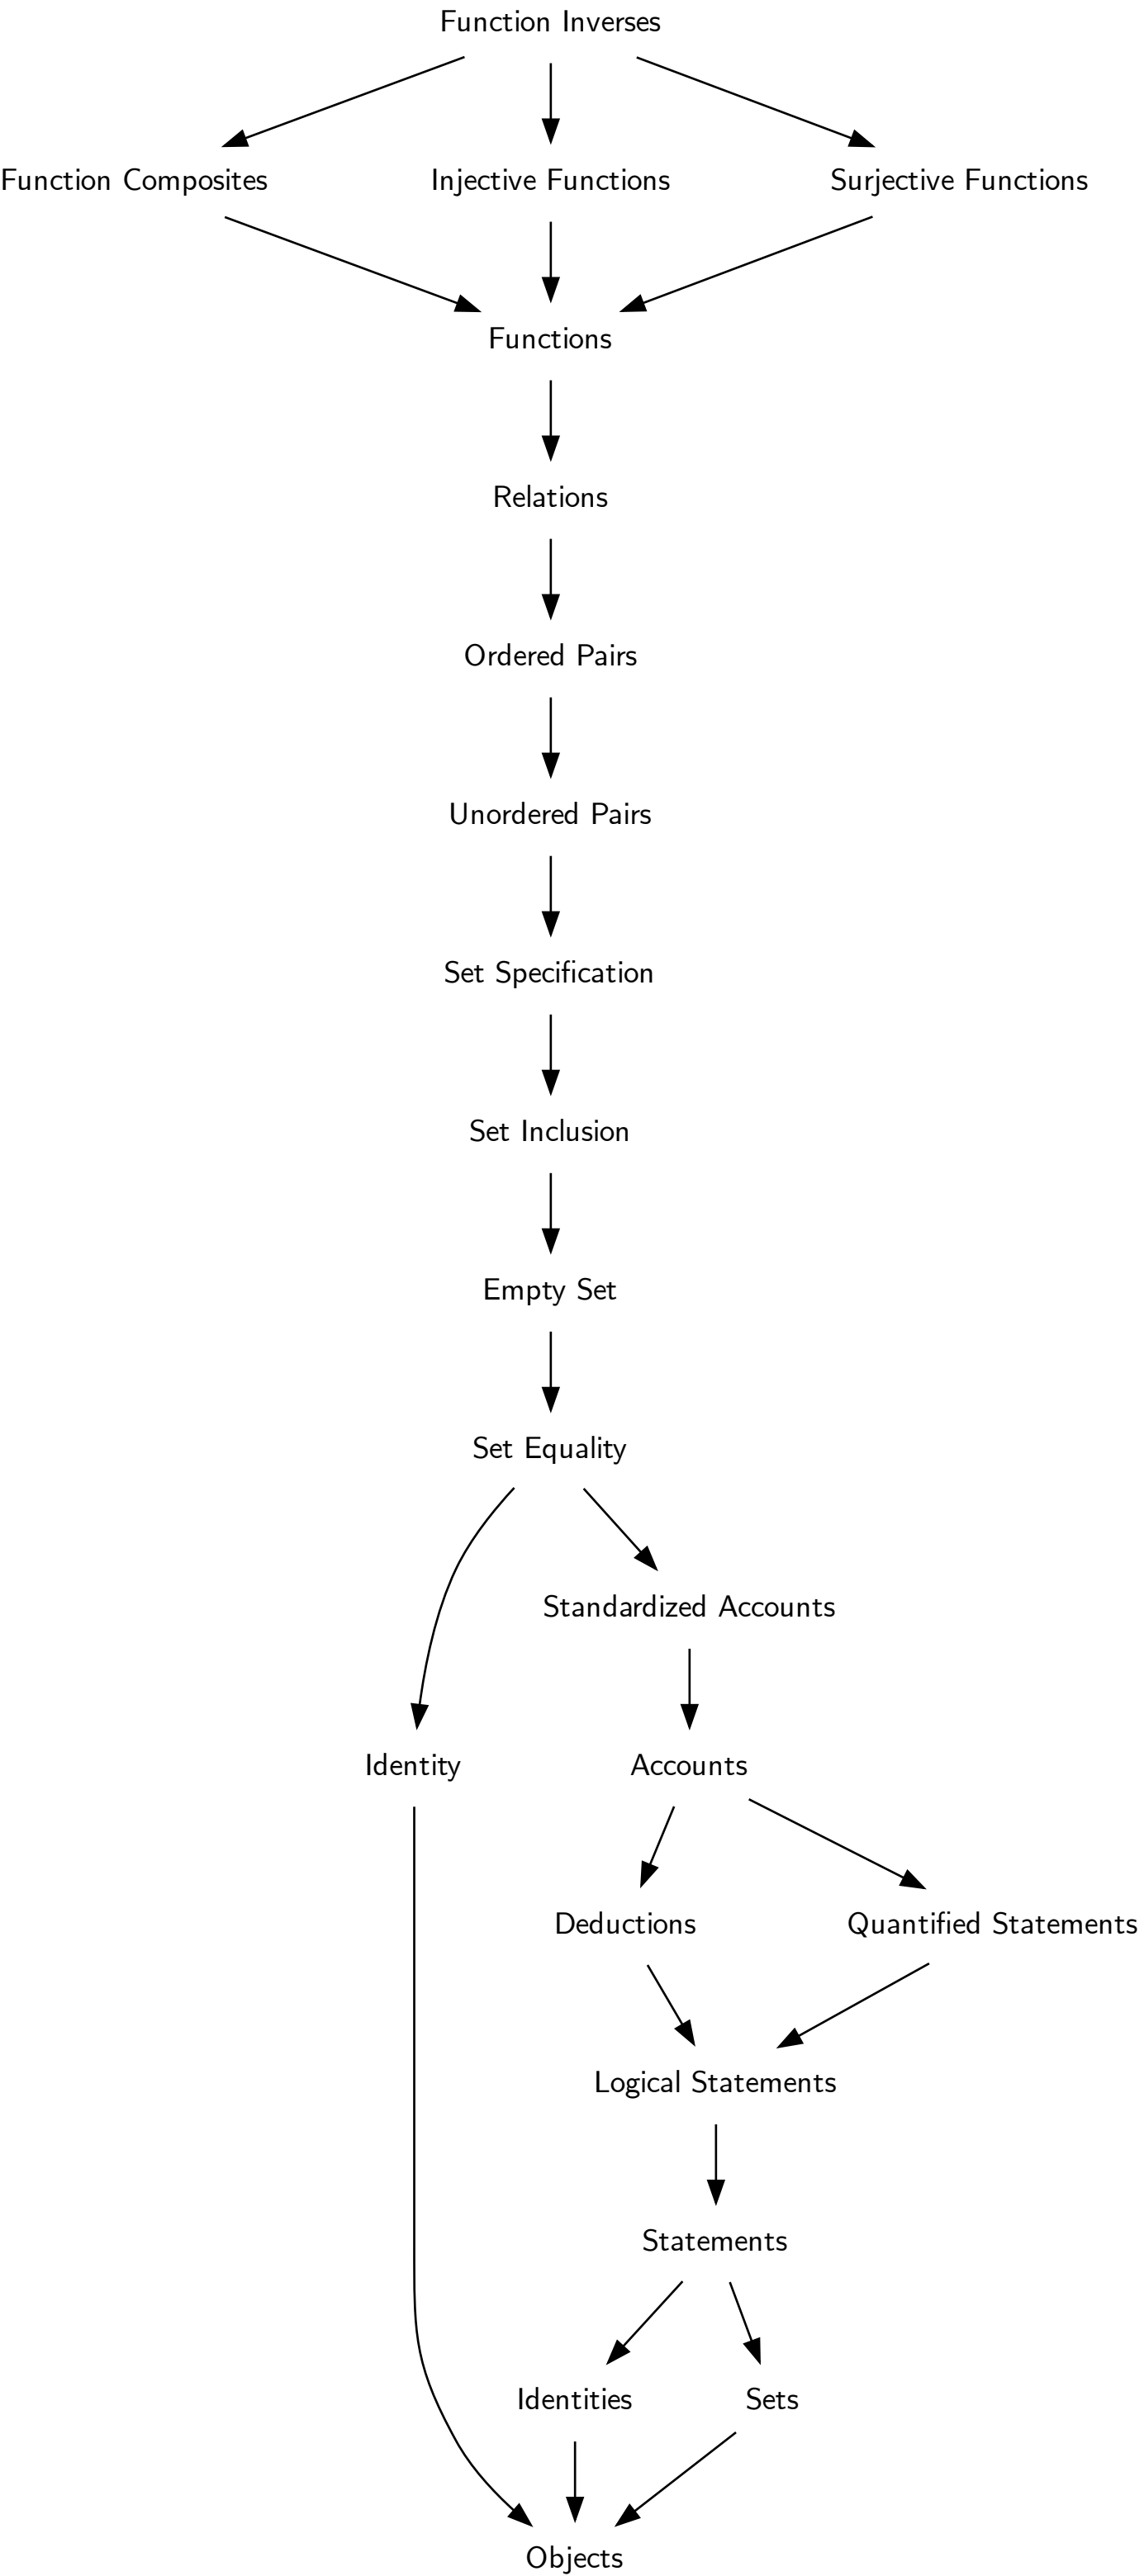 Function Inverses
Function Composites
Injective Functions
Surjective Functions
Functions
Relations
Ordered Pairs
Unordered Pairs
Set Specification
Set Inclusion
Empty Set
Set Equality
Standardized Accounts
Identity
Accounts
Deductions
Quantified Statements
Logical Statements
Statements
Identities
Sets
Objects